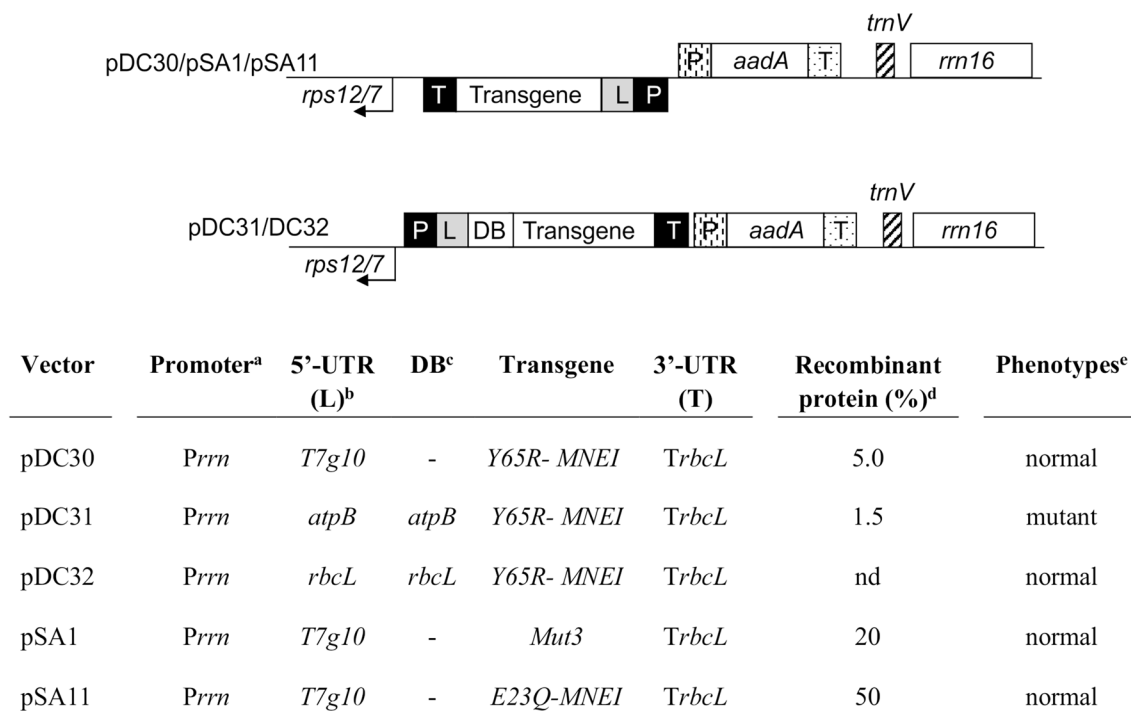 trnV
pDC30/pSA1/pSA11 P aadA T rrn16
rps12/7 T Transgene L P
trnV
pDC31/DC32 P L DB Transgene T P aadA T rrn16
rps12/7
Vector Promoterᵃ 5’-UTR (L)ᵇ DBᶜ Transgene 3’-UTR (T) Recombinant protein (%)ᵈ Phenotypesᵉ
pDC30 Prrn T7g10 - Y65R- MNEI TrbcL 5.0 normal
pDC31 Prrn atpB atpB Y65R- MNEI TrbcL 1.5 mutant
pDC32 Prrn rbcL rbcL Y65R- MNEI TrbcL nd normal
pSA1 Prrn T7g10 - Mut3 TrbcL 20 normal
pSA11 Prrn T7g10 - E23Q-MNEI TrbcL 50 normal